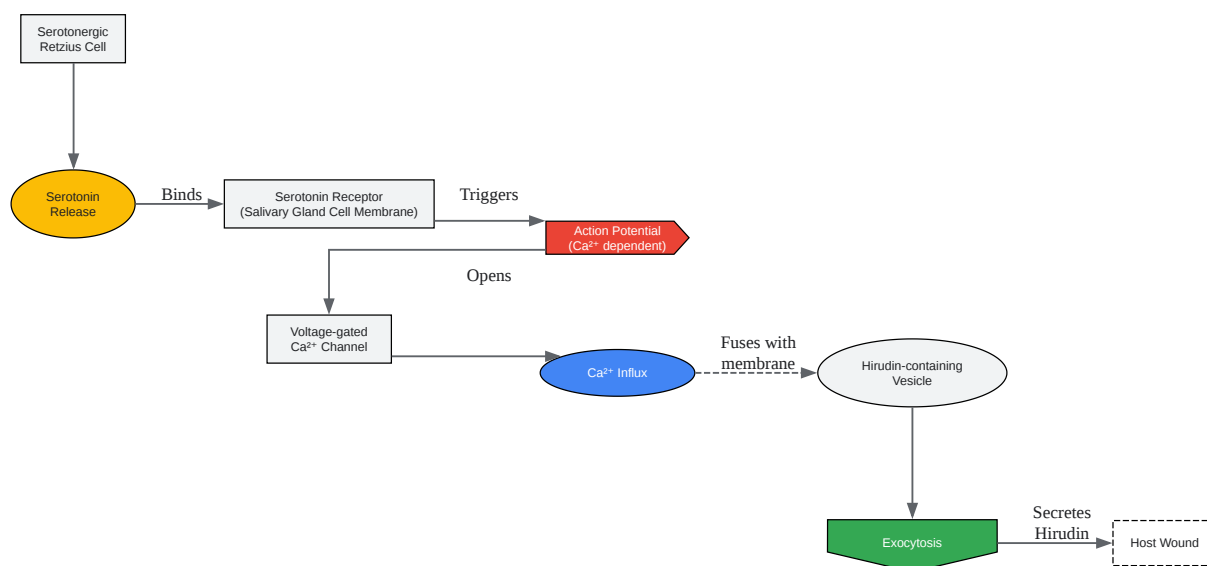 Serotonergic
Retzius Cell
Serotonin
Release
Binds
Serotonin Receptor
(Salivary Gland Cell Membrane)
Triggers
Action Potential
(Ca²⁺ dependent)
Opens
Voltage-gated
Ca²⁺ Channel
Ca²⁺ Influx
Fuses with
membrane
Hirudin-containing
Vesicle
Exocytosis
Secretes
Hirudin
Host Wound